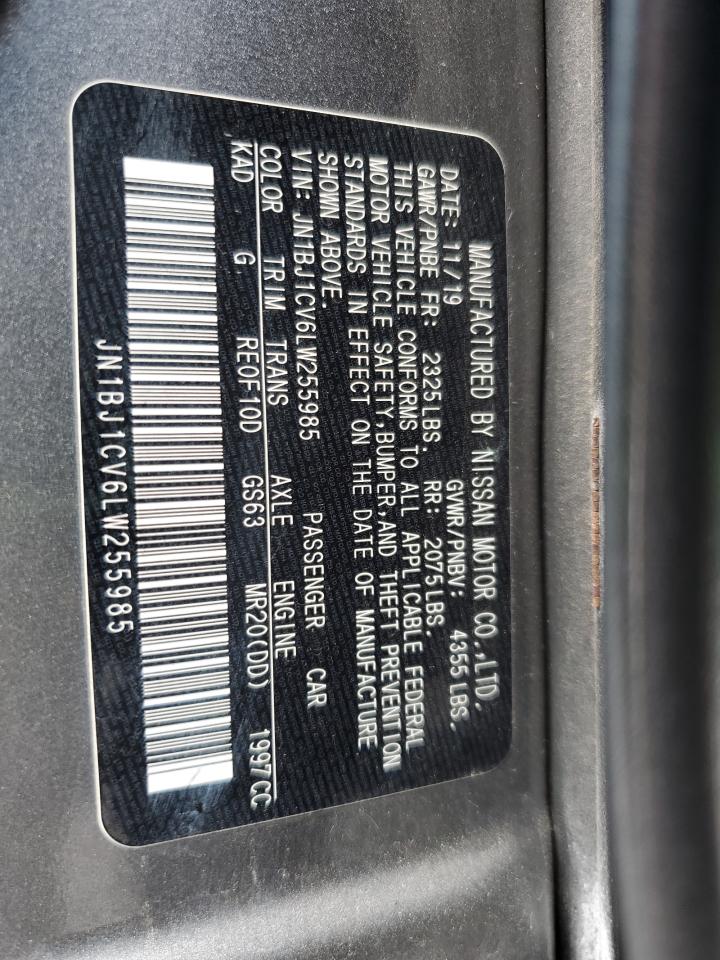 MANUFACTURED BY NISSAN MOTOR CO.,LTD.
DATE: 11/19 GVWR/PNBV: 4355 LBS.
GAWR/PNBE FR: 2325 LBS. RR: 2075 LBS.
THIS VEHICLE CONFORMS TO ALL APPLICABLE FEDERAL
MOTOR VEHICLE SAFETY, BUMPER, AND THEFT PREVENTION
STANDARDS IN EFFECT ON THE DATE OF MANUFACTURE
SHOWN ABOVE.
VIN: JN1BJ1CV6LW255985 PASSENGER CAR
COLOR TRIM TRANS AXLE ENGINE
KAD G RE0F10D GS63 MR20(DD) 1997CC
JN1BJ1CV6LW255985